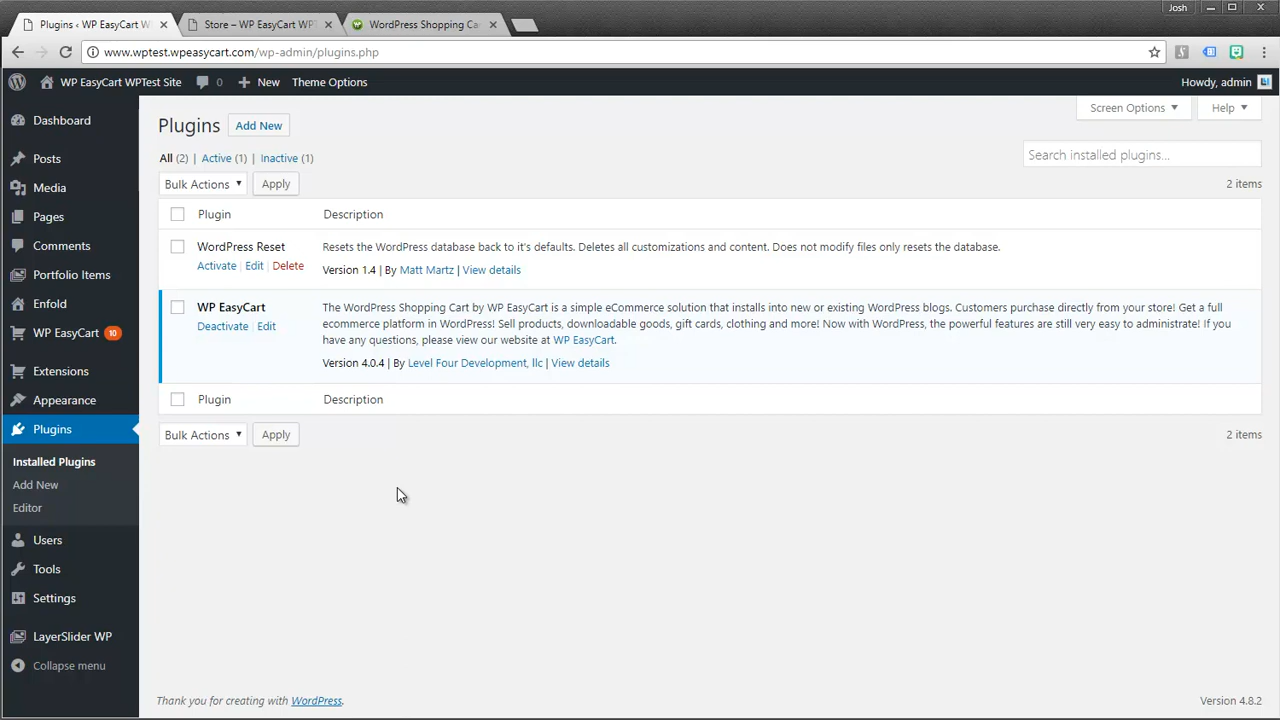 Josh
Plugins ‹ WP EasyCart W
Store – WP EasyCart WPT
WordPress Shopping Ca
www.wptest.wpeasycart.com/wp-admin/plugins.php
WP EasyCart WPTest Site
0
New
Theme Options
Howdy, admin
Dashboard
Posts
Media
Pages
Comments
Portfolio Items
Enfold
WP EasyCart 10
Extensions
Appearance
Plugins
Installed Plugins
Add New
Editor
Users
Tools
Settings
LayerSlider WP
Collapse menu
Screen Options
Help
Plugins Add New
All (2) | Active (1) | Inactive (1)
Search installed plugins...
Bulk Actions Apply
2 items
Plugin Description
WordPress Reset
Activate | Edit | Delete
Resets the WordPress database back to it's defaults. Deletes all customizations and content. Does not modify files only resets the database.
Version 1.4 | By Matt Martz | View details
WP EasyCart
Deactivate | Edit
The WordPress Shopping Cart by WP EasyCart is a simple eCommerce solution that installs into new or existing WordPress blogs. Customers purchase directly from your store! Get a full
ecommerce platform in WordPress! Sell products, downloadable goods, gift cards, clothing and more! Now with WordPress, the powerful features are still very easy to administrate! If you
have any questions, please view our website at WP EasyCart.
Version 4.0.4 | By Level Four Development, llc | View details
Plugin Description
Bulk Actions Apply
2 items
Thank you for creating with WordPress.
Version 4.8.2